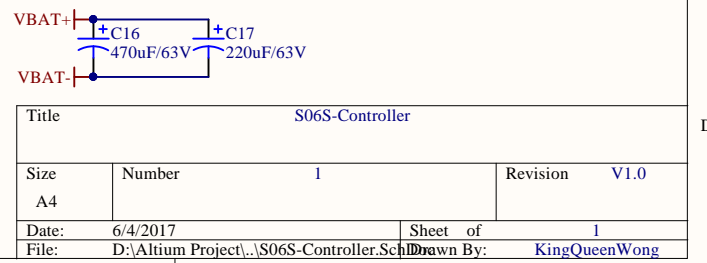 VBAT+
+ C16
470uF/63V
+ C17
220uF/63V
VBAT-
Title
S06S-Controller
Size
A4
Number
1
Revision
V1.0
Date:
6/4/2017
Sheet of
1
File:
D:\Altium Project\..\S06S-Controller.SchDoc
Drawn By:
KingQueenWong